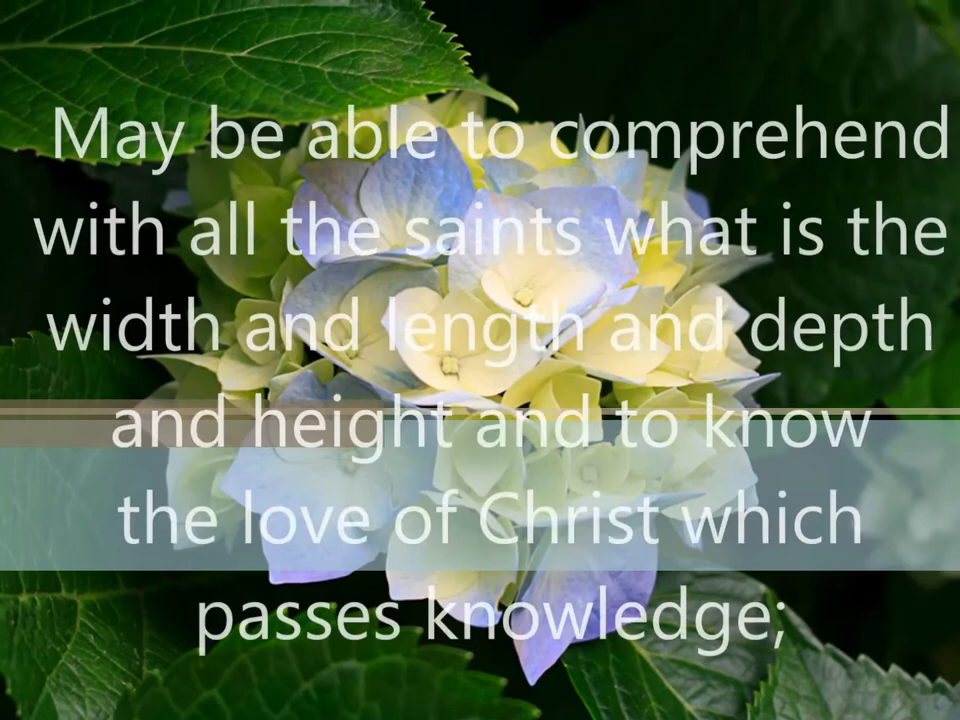 May be able to comprehend
with all the saints what is the
width and length and depth
and height and to know
the love of Christ which
passes knowledge;